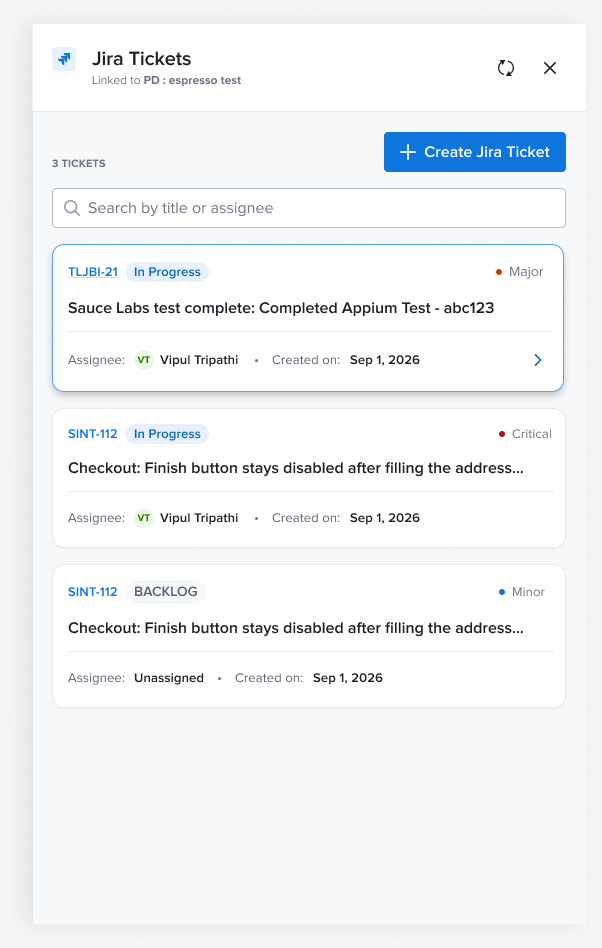 Jira Tickets
Linked to PD : espresso test
Create Jira Ticket
3 TICKETS
Search by title or assignee
TLJBI-21 In Progress Major
Sauce Labs test complete: Completed Appium Test - abc123
Assignee: VT Vipul Tripathi • Created on: Sep 1, 2026
SINT-112 In Progress Critical
Checkout: Finish button stays disabled after filling the address...
Assignee: VT Vipul Tripathi • Created on: Sep 1, 2026
SINT-112 BACKLOG Minor
Checkout: Finish button stays disabled after filling the address...
Assignee: Unassigned • Created on: Sep 1, 2026